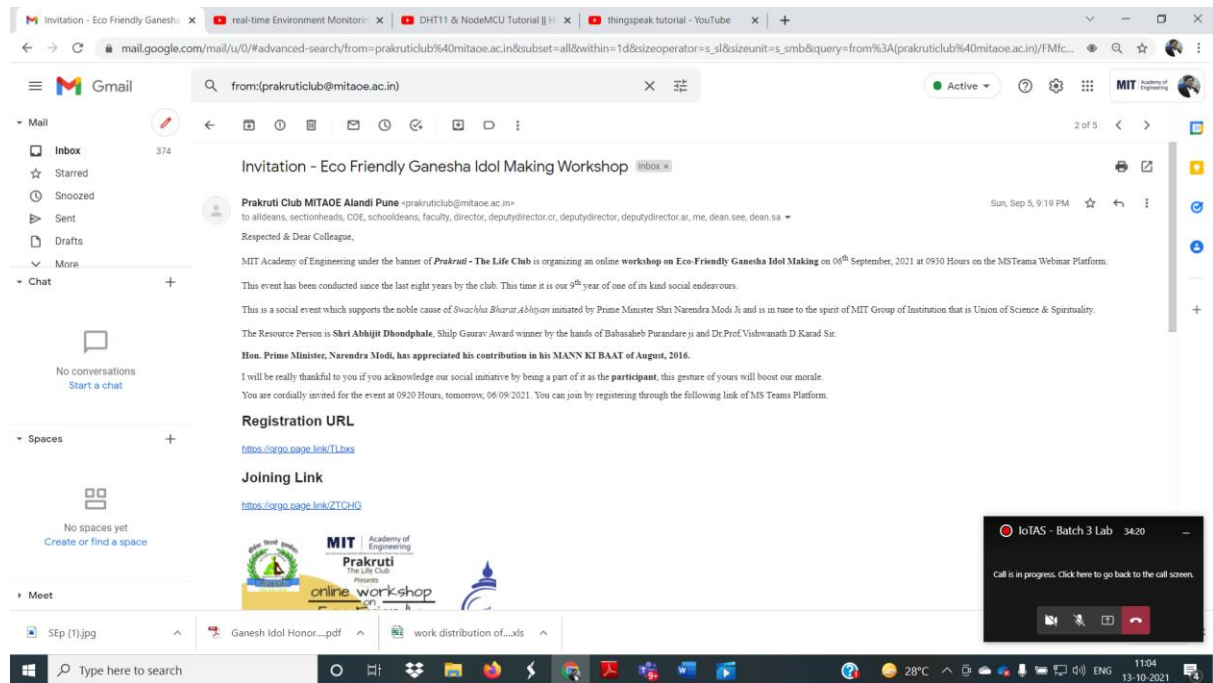 Invitation - Eco Friendly Ganesha
real-time Environment Monitorin
DHT11 & NodeMCU Tutorial || H
thingspeak tutorial - YouTube
mail.google.com/mail/u/0/#advanced-search/from=prakruticlub%40mitaoe.ac.in&subset=all&within=1d&sizeoperator=s_sl&sizeunit=s_smb&query=from%3A(prakruticlub%40mitaoe.ac.in)/FMfc...
Gmail
from:(prakruticlub@mitaoe.ac.in)
Active
MIT Academy of Engineering
Mail
2 of 5
Inbox 374
Starred
Snoozed
Sent
Drafts
More
Chat
No conversations
Start a chat
Spaces
No spaces yet
Create or find a space
Meet
Invitation - Eco Friendly Ganesha Idol Making Workshop Inbox x
Prakruti Club MITAOE Alandi Pune <prakruticlub@mitaoe.ac.in> Sun, Sep 5, 9:19 PM
to alldeans, sectionheads, COE, schooldeans, faculty, director, deputydirector.cr, deputydirector, deputydirector.ar, me, dean.see, dean.sa
Respected & Dear Colleague,
MIT Academy of Engineering under the banner of Prakruti - The Life Club is organizing an online workshop on Eco-Friendly Ganesha Idol Making on 06th September, 2021 at 0930 Hours on the MSTeams Webinar Platform.
This event has been conducted since the last eight years by the club. This time it is our 9th year of one of its kind social endeavours.
This is a social event which supports the noble cause of Swachha Bharat Abhiyan initiated by Prime Minister Shri Narendra Modi Ji and is in tune to the spirit of MIT Group of Institution that is Union of Science & Spirituality.
The Resource Person is Shri Abhijit Dhondphale, Shilp Gaurav Award winner by the hands of Babasaheb Purandare ji and Dr.Prof.Vishwanath D.Karad Sir.
Hon. Prime Minister, Narendra Modi, has appreciated his contribution in his MANN KI BAAT of August, 2016.
I will be really thankful to you if you acknowledge our social initiative by being a part of it as the participant, this gesture of yours will boost our morale.
You are cordially invited for the event at 0920 Hours, tomorrow, 06/09/2021. You can join by registering through the following link of MS Teams Platform.
Registration URL
https://qrgo.page.link/TLbxs
Joining Link
https://qrgo.page.link/ZTCHG
MIT Academy of Engineering
Prakruti
The Life Club
Presents
online workshop
on
IoTAS - Batch 3 Lab 34:20
Call is in progress. Click here to go back to the call screen.
SEp (1).jpg
Ganesh Idol Honor....pdf
work distribution of....xls
Type here to search
28°C
ENG
11:04
13-10-2021